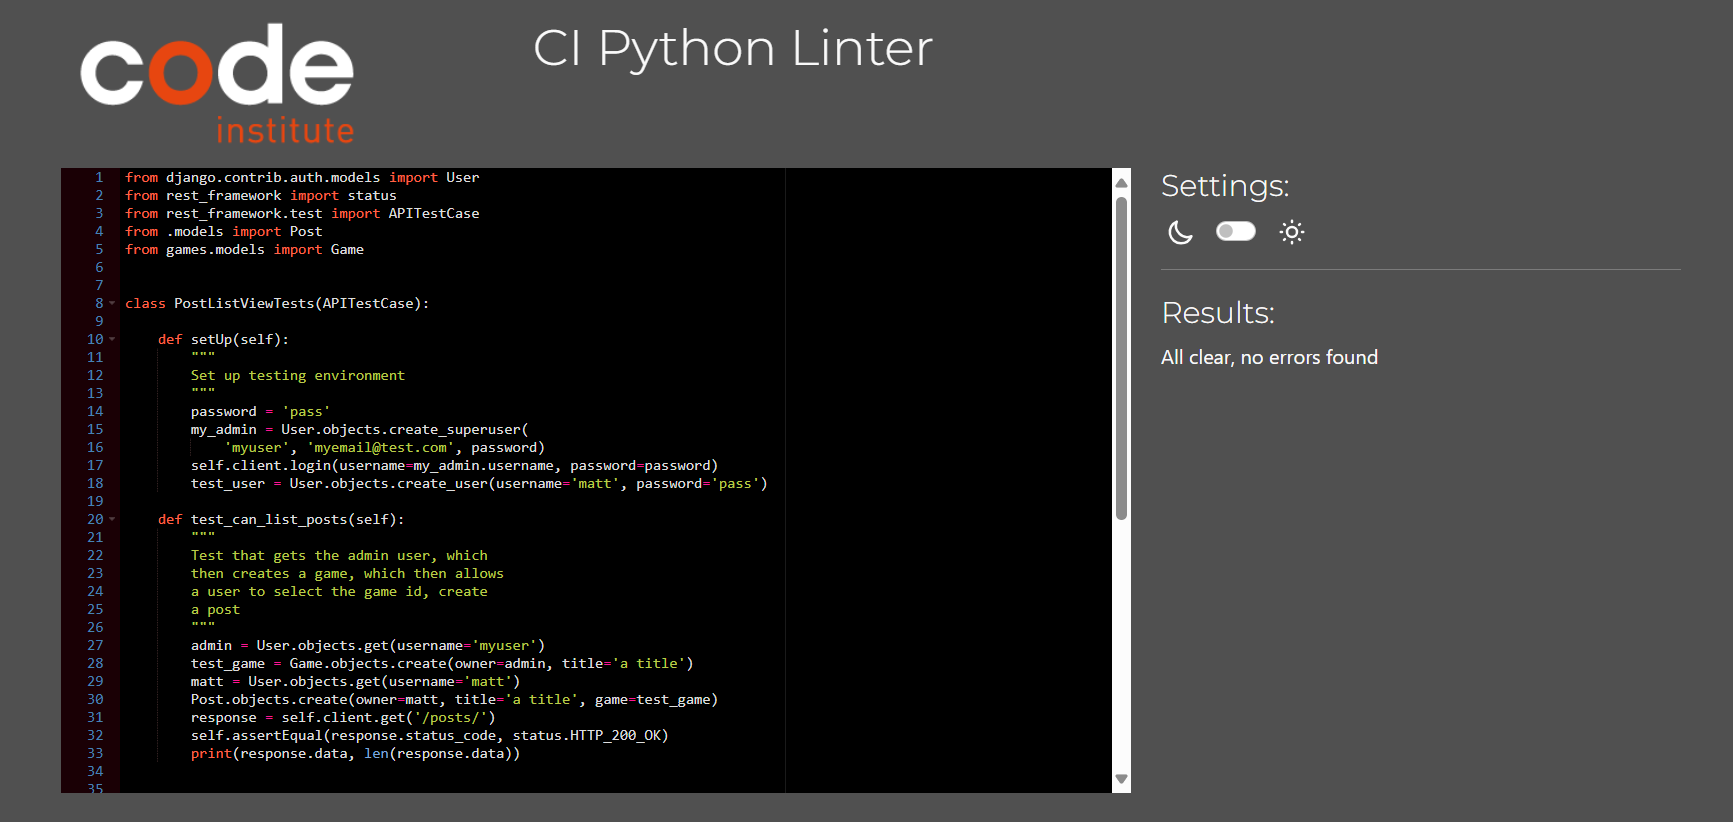 code
institute
CI Python Linter
1 from django.contrib.auth.models import User
2 from rest_framework import status
3 from rest_framework.test import APITestCase
4 from .models import Post
5 from games.models import Game
6
7
8 class PostListViewTests(APITestCase):
9
10     def setUp(self):
11         """
12         Set up testing environment
13         """
14         password = 'pass'
15         my_admin = User.objects.create_superuser(
16             'myuser', 'myemail@test.com', password)
17         self.client.login(username=my_admin.username, password=password)
18         test_user = User.objects.create_user(username='matt', password='pass')
19
20     def test_can_list_posts(self):
21         """
22         Test that gets the admin user, which
23         then creates a game, which then allows
24         a user to select the game id, create
25         a post
26         """
27         admin = User.objects.get(username='myuser')
28         test_game = Game.objects.create(owner=admin, title='a title')
29         matt = User.objects.get(username='matt')
30         Post.objects.create(owner=matt, title='a title', game=test_game)
31         response = self.client.get('/posts/')
32         self.assertEqual(response.status_code, status.HTTP_200_OK)
33         print(response.data, len(response.data))
34
35
Settings:
Results:
All clear, no errors found